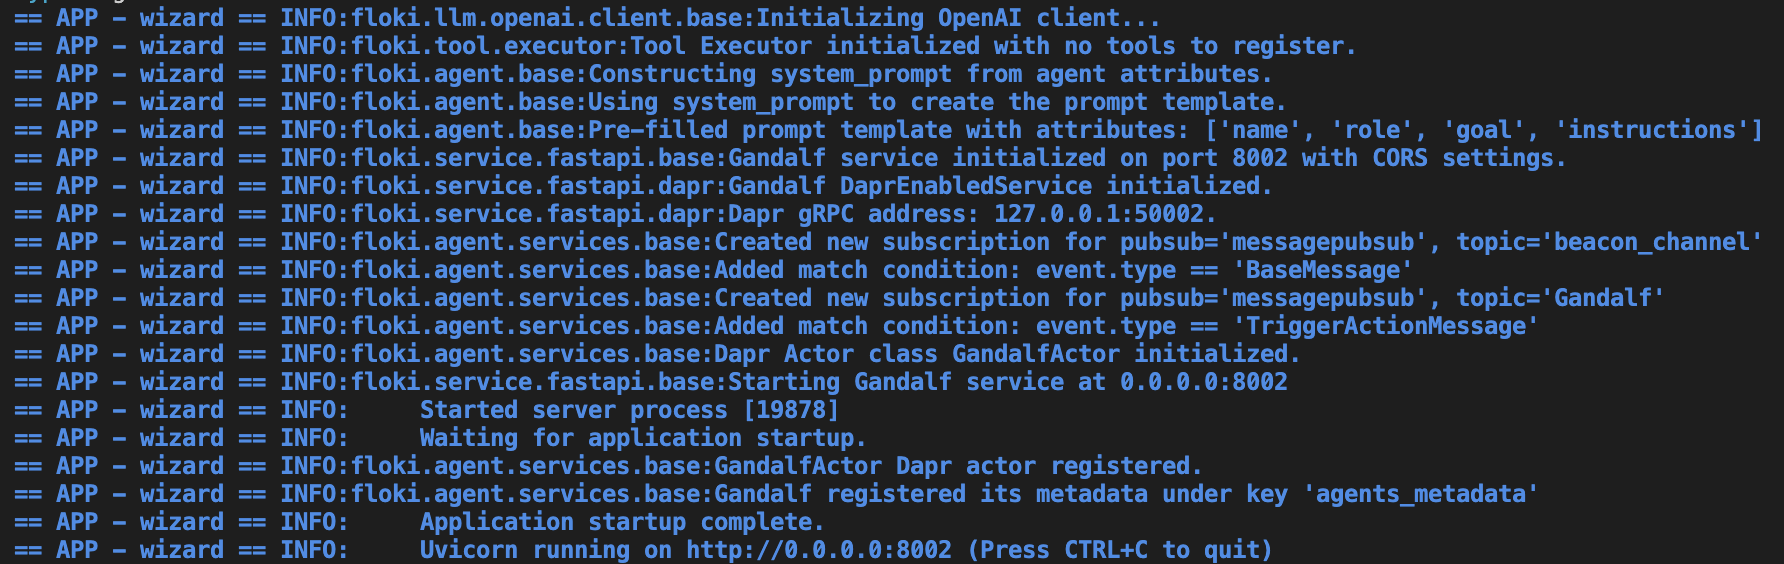 == APP - wizard == INFO:floki.llm.openai.client.base:Initializing OpenAI client...
== APP - wizard == INFO:floki.tool.executor:Tool Executor initialized with no tools to register.
== APP - wizard == INFO:floki.agent.base:Constructing system_prompt from agent attributes.
== APP - wizard == INFO:floki.agent.base:Using system_prompt to create the prompt template.
== APP - wizard == INFO:floki.agent.base:Pre-filled prompt template with attributes: ['name', 'role', 'goal', 'instructions']
== APP - wizard == INFO:floki.service.fastapi.base:Gandalf service initialized on port 8002 with CORS settings.
== APP - wizard == INFO:floki.service.fastapi.dapr:Gandalf DaprEnabledService initialized.
== APP - wizard == INFO:floki.service.fastapi.dapr:Dapr gRPC address: 127.0.0.1:50002.
== APP - wizard == INFO:floki.agent.services.base:Created new subscription for pubsub='messagepubsub', topic='beacon_channel'
== APP - wizard == INFO:floki.agent.services.base:Added match condition: event.type == 'BaseMessage'
== APP - wizard == INFO:floki.agent.services.base:Created new subscription for pubsub='messagepubsub', topic='Gandalf'
== APP - wizard == INFO:floki.agent.services.base:Added match condition: event.type == 'TriggerActionMessage'
== APP - wizard == INFO:floki.agent.services.base:Dapr Actor class GandalfActor initialized.
== APP - wizard == INFO:floki.service.fastapi.base:Starting Gandalf service at 0.0.0.0:8002
== APP - wizard == INFO:     Started server process [19878]
== APP - wizard == INFO:     Waiting for application startup.
== APP - wizard == INFO:floki.agent.services.base:GandalfActor Dapr actor registered.
== APP - wizard == INFO:floki.agent.services.base:Gandalf registered its metadata under key 'agents_metadata'
== APP - wizard == INFO:     Application startup complete.
== APP - wizard == INFO:     Uvicorn running on http://0.0.0.0:8002 (Press CTRL+C to quit)